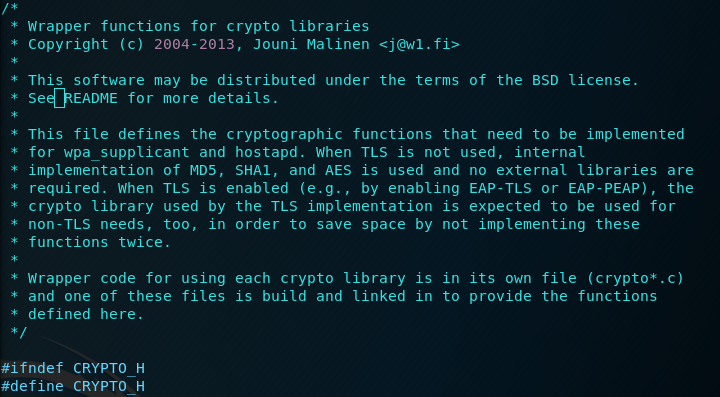 /*
 * Wrapper functions for crypto libraries
 * Copyright (c) 2004-2013, Jouni Malinen <j@w1.fi>
 *
 * This software may be distributed under the terms of the BSD license.
 * See README for more details.
 *
 * This file defines the cryptographic functions that need to be implemented
 * for wpa_supplicant and hostapd. When TLS is not used, internal
 * implementation of MD5, SHA1, and AES is used and no external libraries are
 * required. When TLS is enabled (e.g., by enabling EAP-TLS or EAP-PEAP), the
 * crypto library used by the TLS implementation is expected to be used for
 * non-TLS needs, too, in order to save space by not implementing these
 * functions twice.
 *
 * Wrapper code for using each crypto library is in its own file (crypto*.c)
 * and one of these files is build and linked in to provide the functions
 * defined here.
 */

#ifndef CRYPTO_H
#define CRYPTO_H